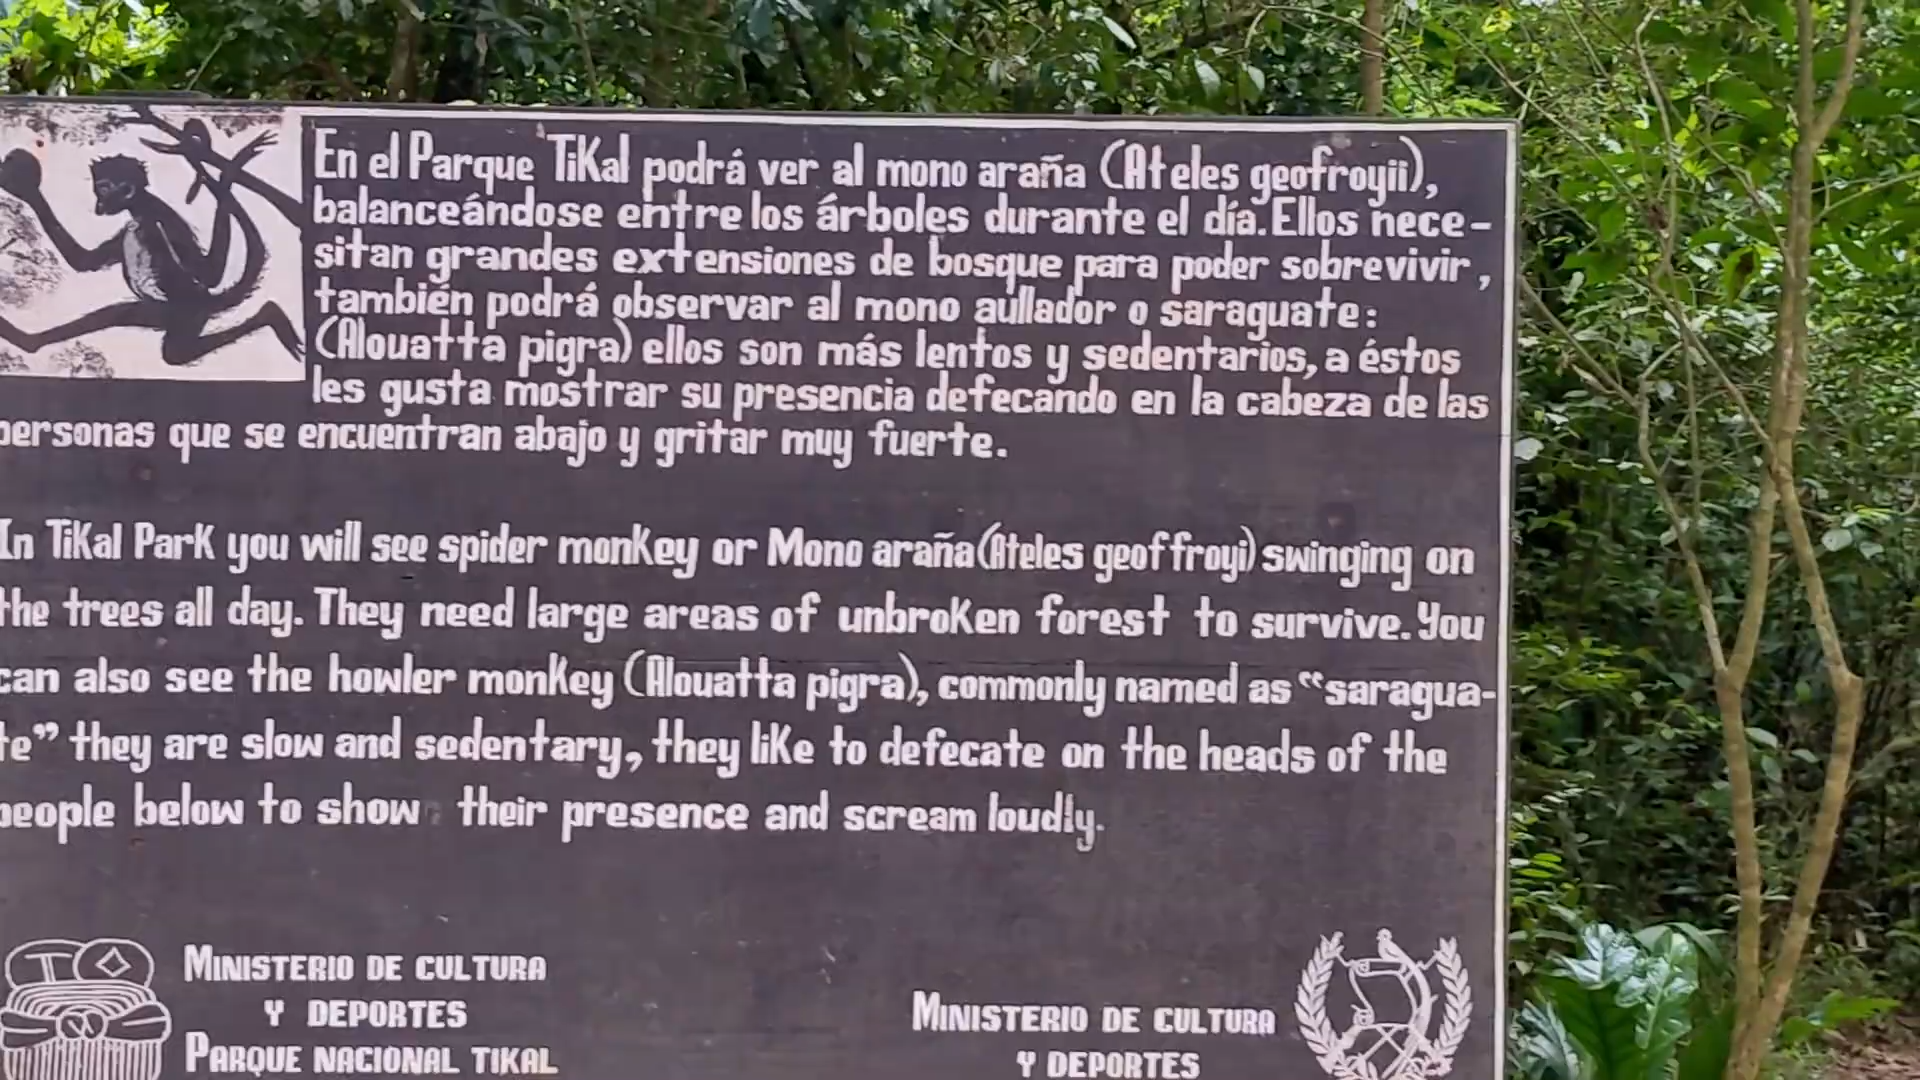 En el Parque TiKal podrá ver al mono araña (Ateles geofroyii),
balanceándose entre los árboles durante el día. Ellos nece-
sitan grandes extensiones de bosque para poder sobrevivir,
también podrá observar al mono aullador o saraguate:
(Alouatta pigra) ellos son más lentos y sedentarios, a éstos
les gusta mostrar su presencia defecando en la cabeza de las
personas que se encuentran abajo y gritar muy fuerte.
In TiKal ParK you will see spider monKey or Mono araña (Ateles geoffroyi) swinging on
the trees all day. They need large areas of unbroKen forest to survive. You
can also see the howler monKey (Alouatta pigra), commonly named as “saragua-
te” they are slow and sedentary, they liKe to defecate on the heads of the
people below to show their presence and scream loudly.
MINISTERIO DE CULTURA
Y DEPORTES
PARQUE NACIONAL TIKAL
MINISTERIO DE CULTURA
Y DEPORTES